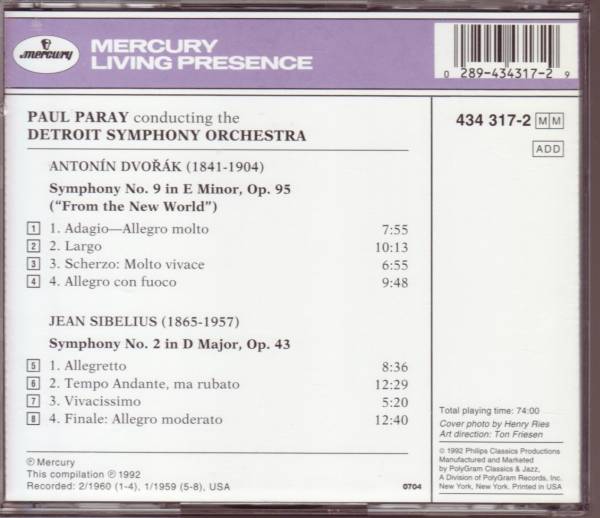 mercury
MERCURY
LIVING PRESENCE
0 289-434317-2 9
PAUL PARAY conducting the
DETROIT SYMPHONY ORCHESTRA
434 317-2 M M
ADD
ANTONÍN DVOŘÁK (1841-1904)
Symphony No. 9 in E Minor, Op. 95
("From the New World")
1 1. Adagio—Allegro molto 7:55
2 2. Largo 10:13
3 3. Scherzo: Molto vivace 6:55
4 4. Allegro con fuoco 9:48
JEAN SIBELIUS (1865-1957)
Symphony No. 2 in D Major, Op. 43
5 1. Allegretto 8:36
6 2. Tempo Andante, ma rubato 12:29
7 3. Vivacissimo 5:20
8 4. Finale: Allegro moderato 12:40
Total playing time: 74:00
Cover photo by Henry Ries
Art direction: Ton Friesen
℗ Mercury
This compilation ℗ 1992
Recorded: 2/1960 (1-4), 1/1959 (5-8), USA
0704
© 1992 Philips Classics Productions
Manufactured and Marketed
by PolyGram Classics & Jazz,
A Division of PolyGram Records, Inc.
New York, New York. Printed in USA